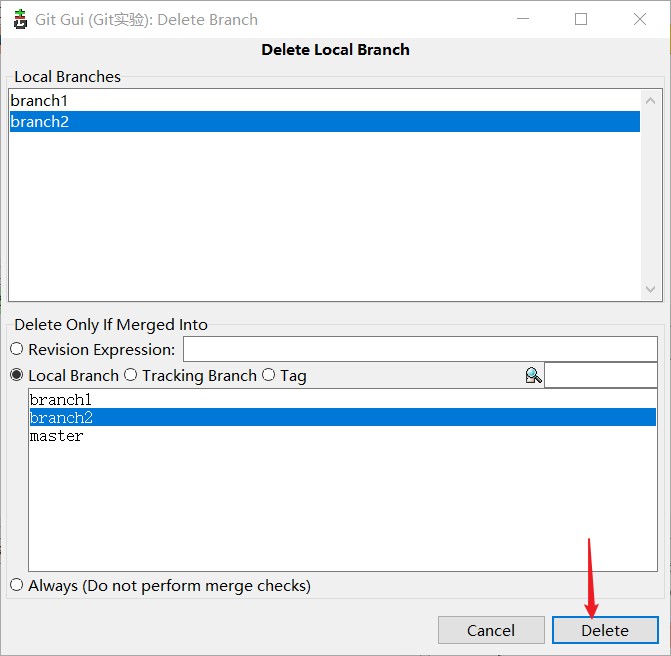 Git Gui (Git实验): Delete Branch
Delete Local Branch
Local Branches
branch1
branch2
Delete Only If Merged Into
Revision Expression:
Local Branch Tracking Branch Tag
branch1
branch2
master
Always (Do not perform merge checks)
Cancel Delete